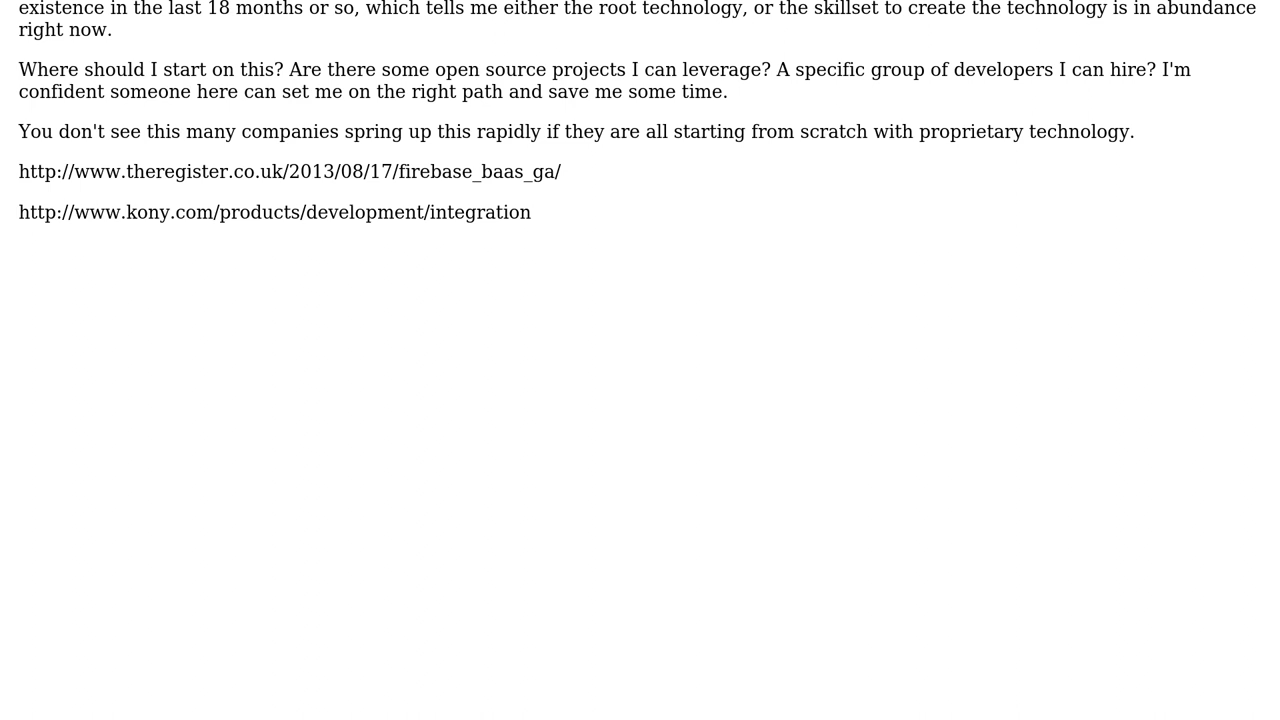 existence in the last 18 months or so, which tells me either the root technology, or the skillset to create the technology is in abundance
right now.
Where should I start on this? Are there some open source projects I can leverage? A specific group of developers I can hire? I'm
confident someone here can set me on the right path and save me some time.
You don't see this many companies spring up this rapidly if they are all starting from scratch with proprietary technology.
http://www.theregister.co.uk/2013/08/17/firebase_baas_ga/
http://www.kony.com/products/development/integration